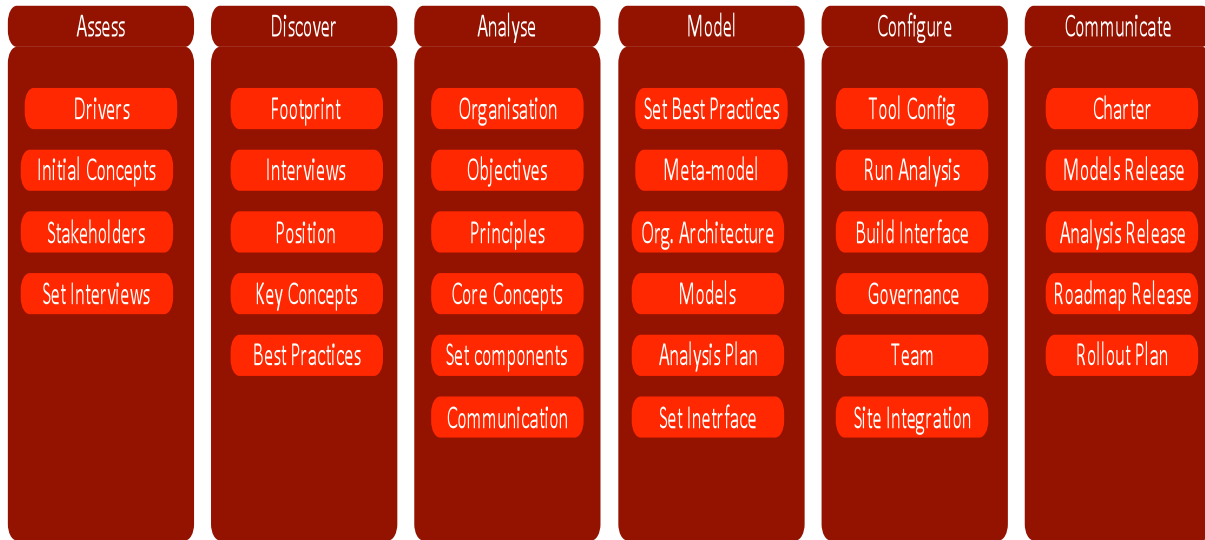 Assess
Drivers
Initial Concepts
Stakeholders
Set Interviews
Discover
Footprint
Interviews
Position
Key Concepts
Best Practices
Analyse
Organisation
Objectives
Principles
Core Concepts
Set components
Communication
Model
Set Best Practices
Meta-model
Org. Architecture
Models
Analysis Plan
Set Inetrface
Configure
Tool Config
Run Analysis
Build Interface
Governance
Team
Site Integration
Communicate
Charter
Models Release
Analysis Release
Roadmap Release
Rollout Plan